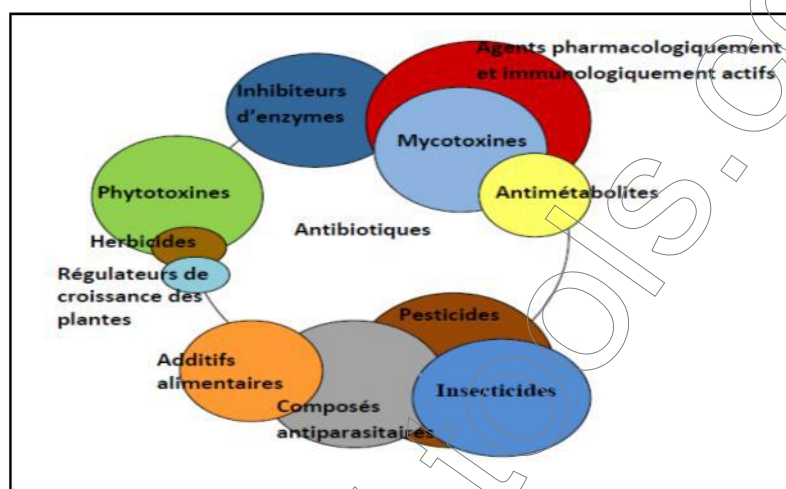 Agents pharmacologiquement
et immunologiquement actifs
Inhibiteurs
d'enzymes
Mycotoxines
Phytotoxines
Antimétabolites
Antibiotiques
Herbicides
Régulateurs de
croissance des
plantes
Pesticides
Additifs
alimentaires
Insecticides
Composés
antiparasitaires